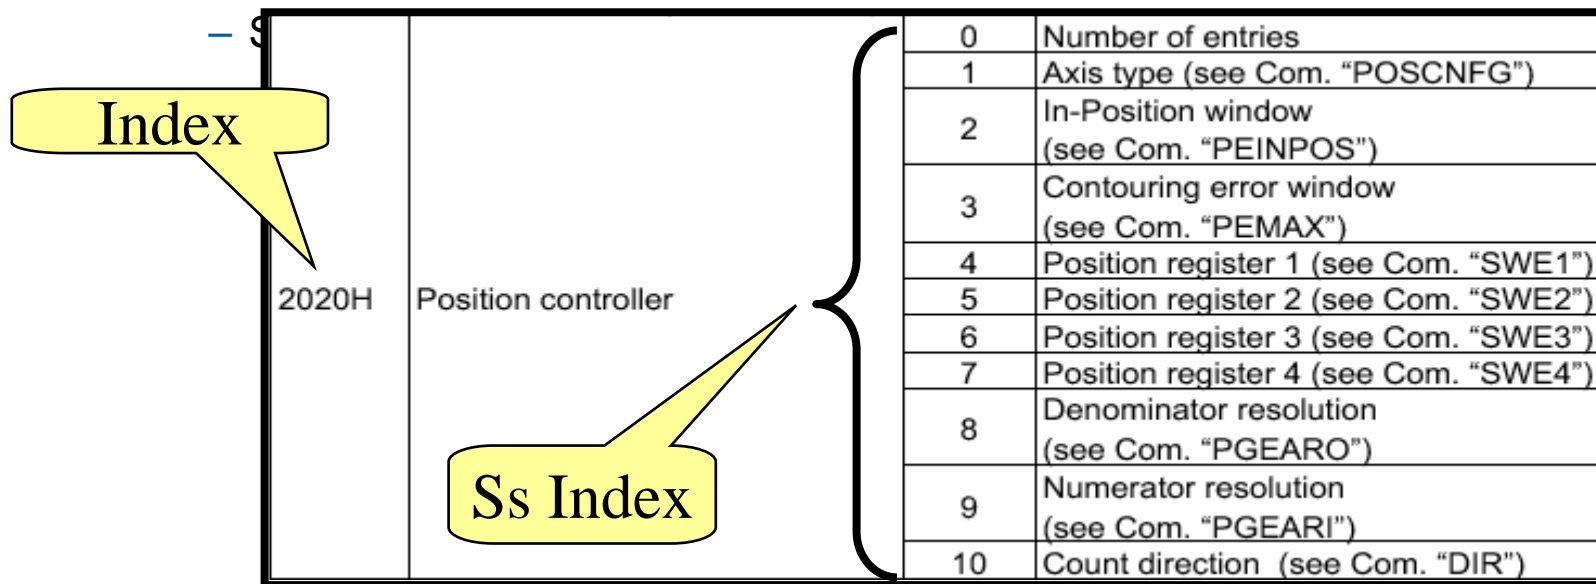 – S
Index
2020H Position controller
0 Number of entries
1 Axis type (see Com. “POSCNFG”)
2 In-Position window
(see Com. “PEINPOS”)
3 Contouring error window
(see Com. “PEMAX”)
4 Position register 1 (see Com. “SWE1”)
5 Position register 2 (see Com. “SWE2”)
6 Position register 3 (see Com. “SWE3”)
7 Position register 4 (see Com. “SWE4”)
8 Denominator resolution
(see Com. “PGEARO”)
9 Numerator resolution
(see Com. “PGEARI”)
10 Count direction (see Com. “DIR”)
Ss Index